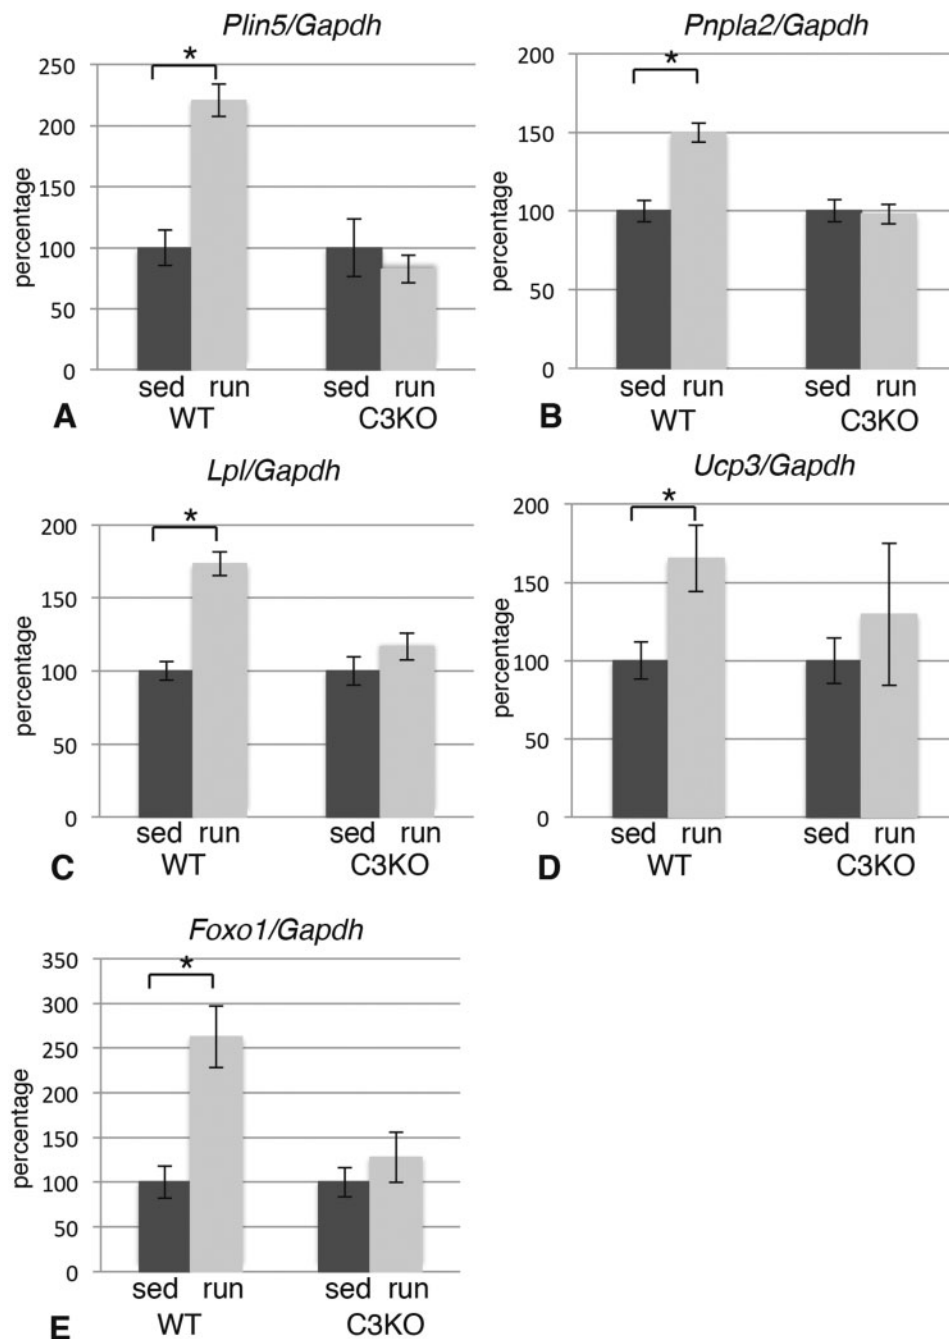 Plin5/Gapdh
250
200
150
100
50
0
percentage
*
sed run sed run
WT C3KO
A
Pnpla2/Gapdh
200
150
100
50
0
percentage
*
sed run sed run
WT C3KO
B
Lpl/Gapdh
200
150
100
50
0
percentage
*
sed run sed run
WT C3KO
C
Ucp3/Gapdh
200
150
100
50
0
percentage
*
sed run sed run
WT C3KO
D
Foxo1/Gapdh
350
300
250
200
150
100
50
0
percentage
*
sed run sed run
WT C3KO
E